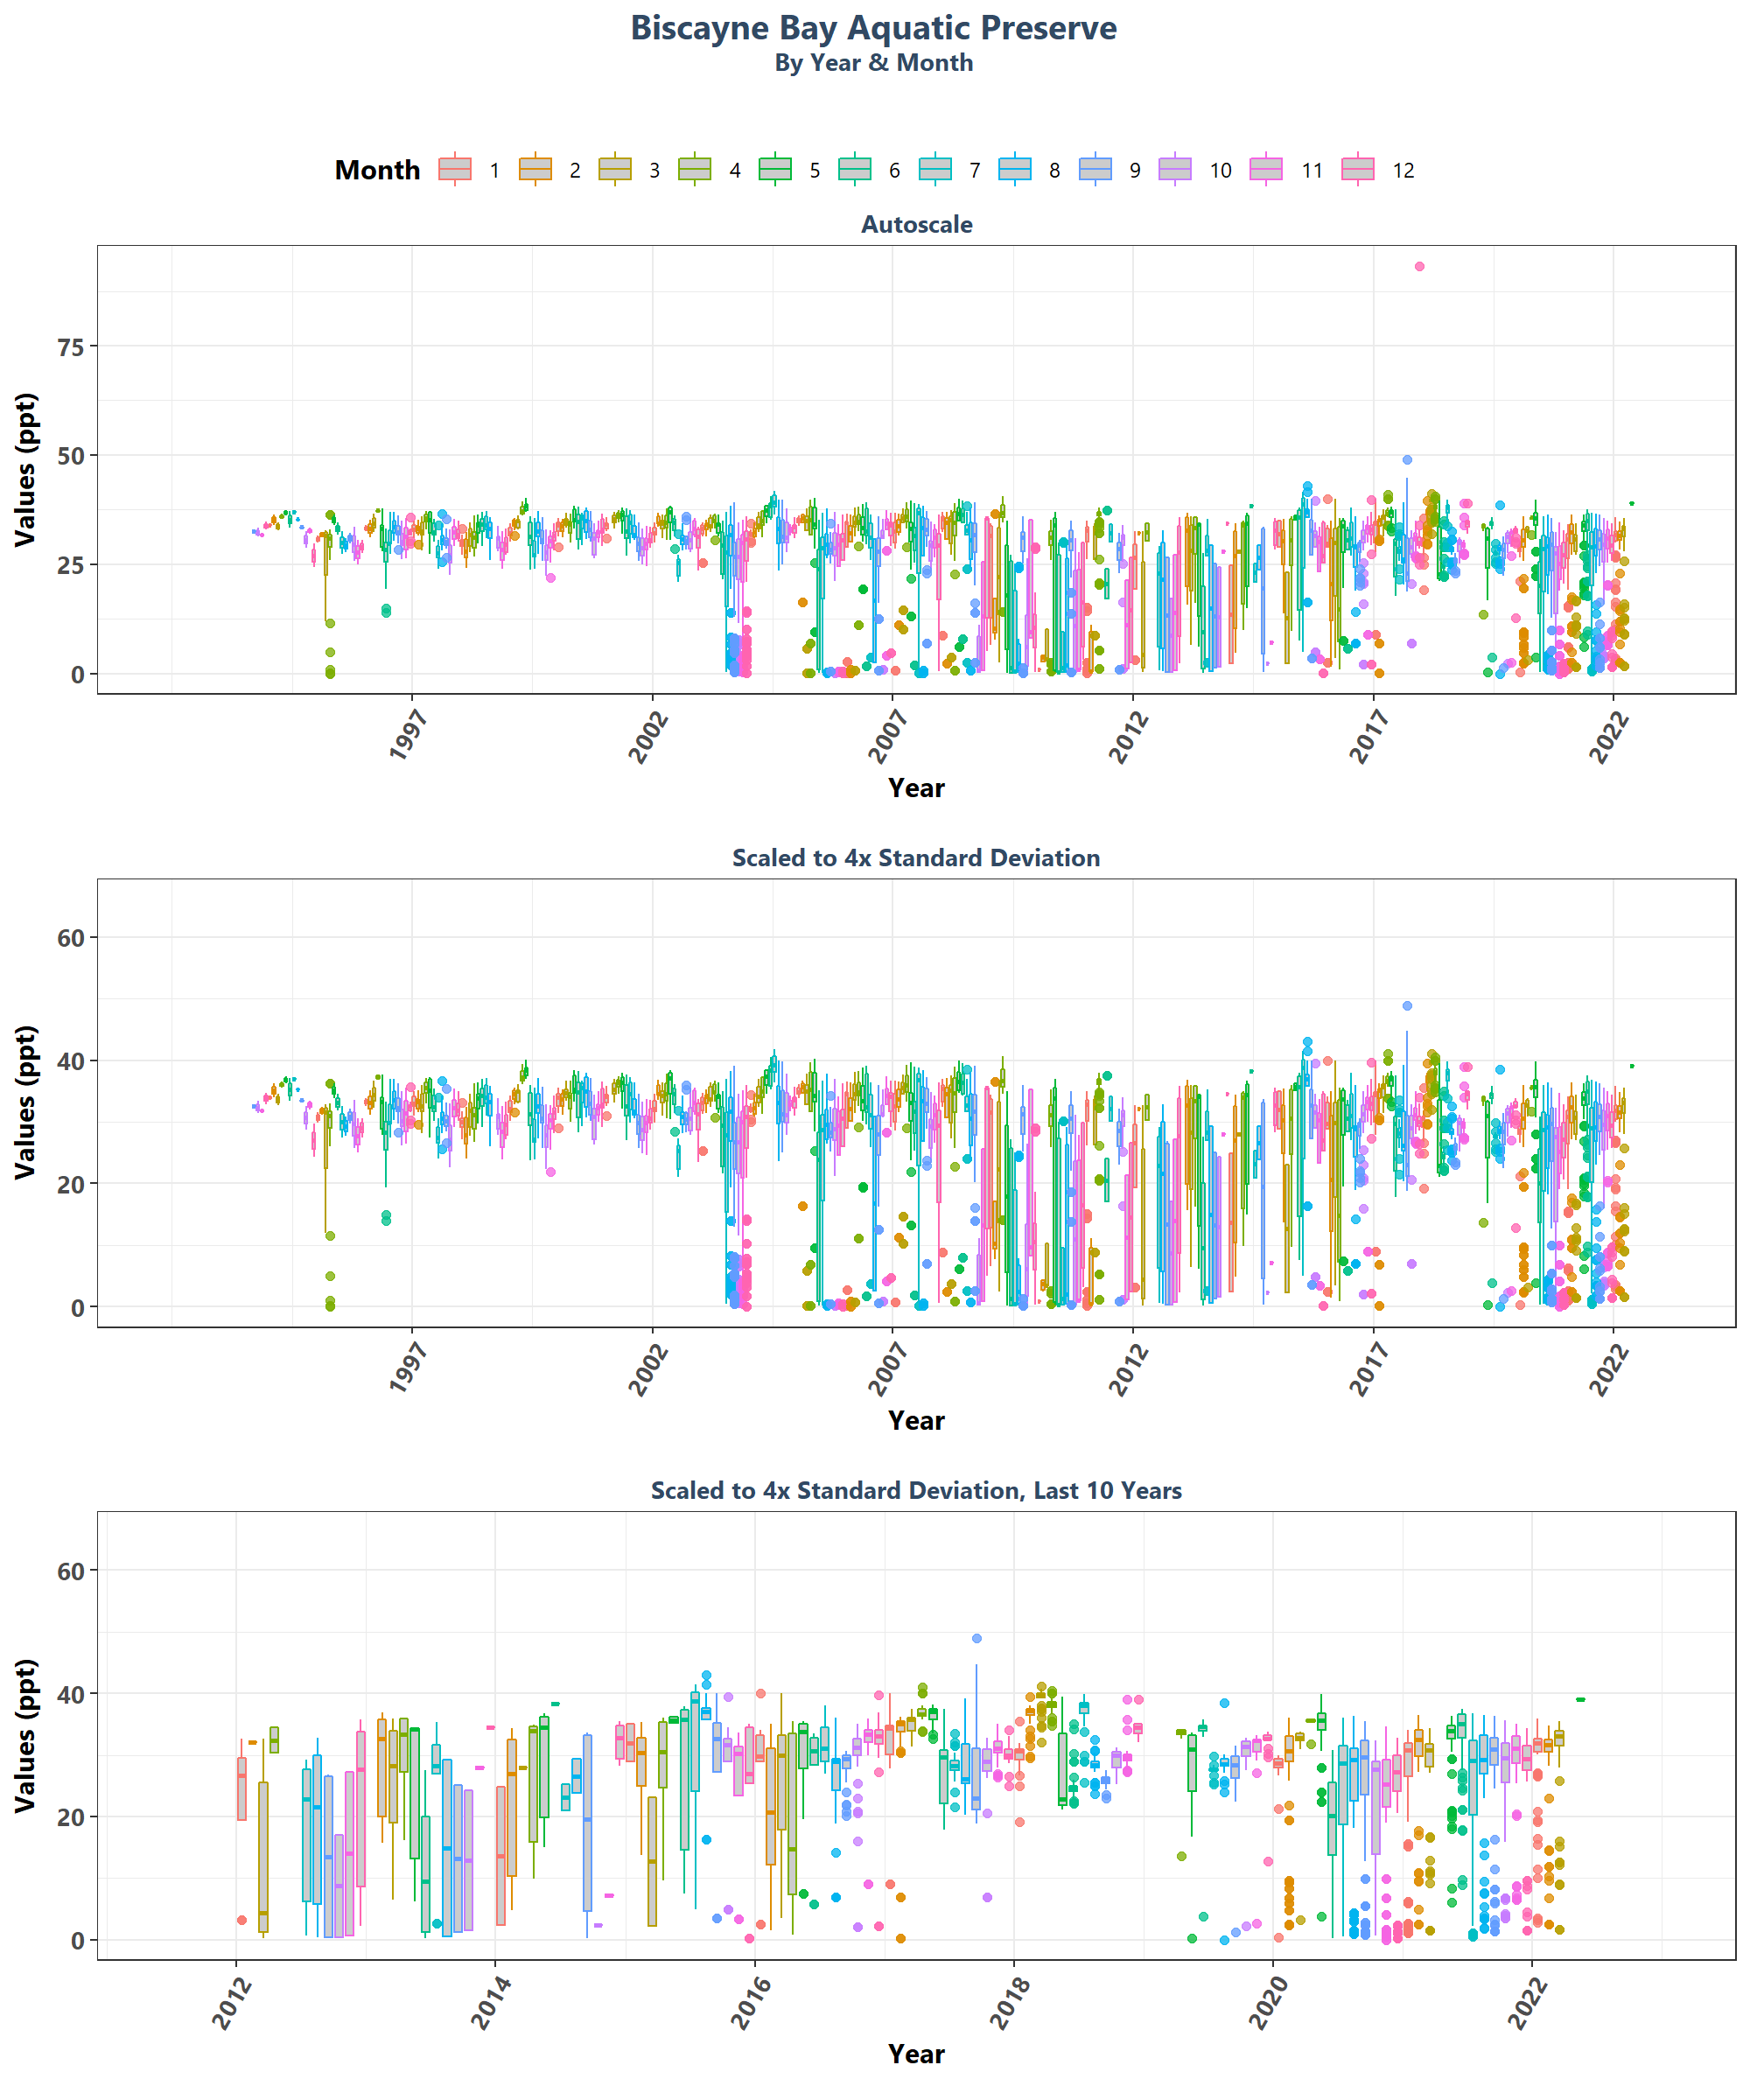 Biscayne Bay Aquatic Preserve
By Year & Month
Month 1 2 3 4 5 6 7 8 9 10 11 12
Autoscale
75
50
25
0
Values (ppt)
1997 2002 2007 2012 2017 2022
Year
Scaled to 4x Standard Deviation
60
40
20
0
Values (ppt)
1997 2002 2007 2012 2017 2022
Year
Scaled to 4x Standard Deviation, Last 10 Years
60
40
20
0
Values (ppt)
2012 2014 2016 2018 2020 2022
Year